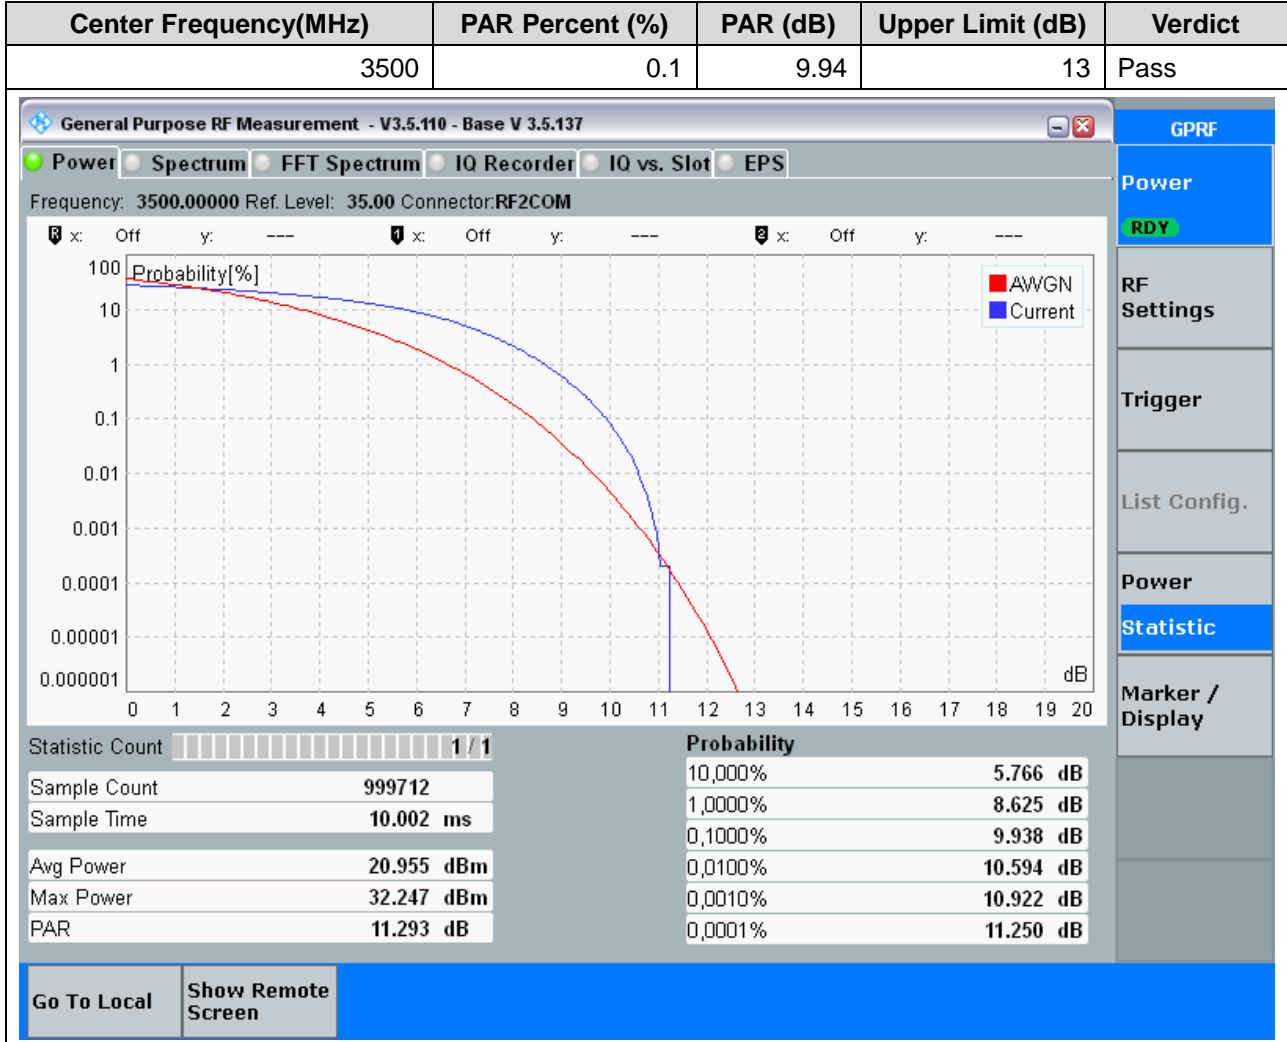 Center Frequency(MHz) PAR Percent (%) PAR (dB) Upper Limit (dB) Verdict
3500 0.1 9.94 13 Pass
General Purpose RF Measurement - V3.5.110 - Base V 3.5.137
GPRF
Power Spectrum FFT Spectrum IQ Recorder IQ vs. Slot EPS
Frequency: 3500.00000 Ref. Level: 35.00 Connector:RF2COM
R x: Off y: --- 1 x: Off y: --- 2 x: Off y: ---
Probability[%]
AWGN
Current
100
10
1
0.1
0.01
0.001
0.0001
0.00001
0.000001
dB
0 1 2 3 4 5 6 7 8 9 10 11 12 13 14 15 16 17 18 19 20
Statistic Count 1 / 1
Sample Count 999712
Sample Time 10.002 ms
Avg Power 20.955 dBm
Max Power 32.247 dBm
PAR 11.293 dB
Probability
10,000% 5.766 dB
1,0000% 8.625 dB
0,1000% 9.938 dB
0,0100% 10.594 dB
0,0010% 10.922 dB
0,0001% 11.250 dB
Power
RDY
RF
Settings
Trigger
List Config.
Power
Statistic
Marker /
Display
Go To Local
Show Remote
Screen